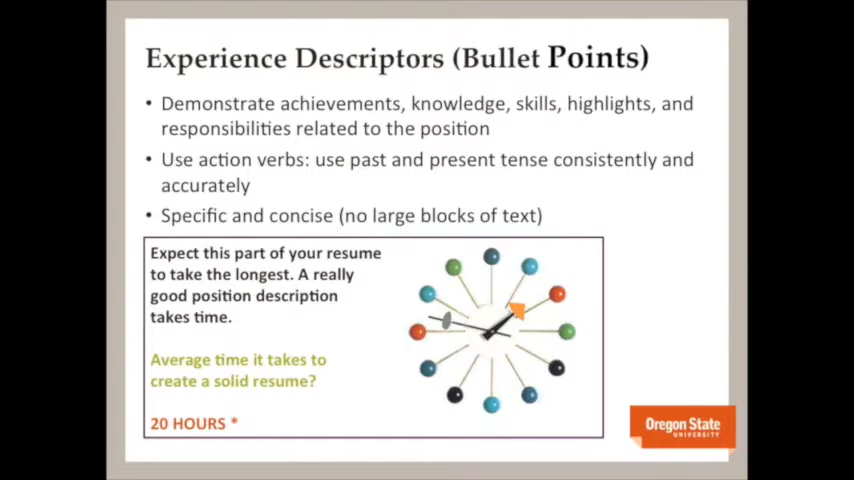 Experience Descriptors (Bullet Points)
• Demonstrate achievements, knowledge, skills, highlights, and
responsibilities related to the position
• Use action verbs: use past and present tense consistently and
accurately
• Specific and concise (no large blocks of text)
Expect this part of your resume
to take the longest. A really
good position description
takes time.
Average time it takes to
create a solid resume?
20 HOURS *
Oregon State
UNIVERSITY